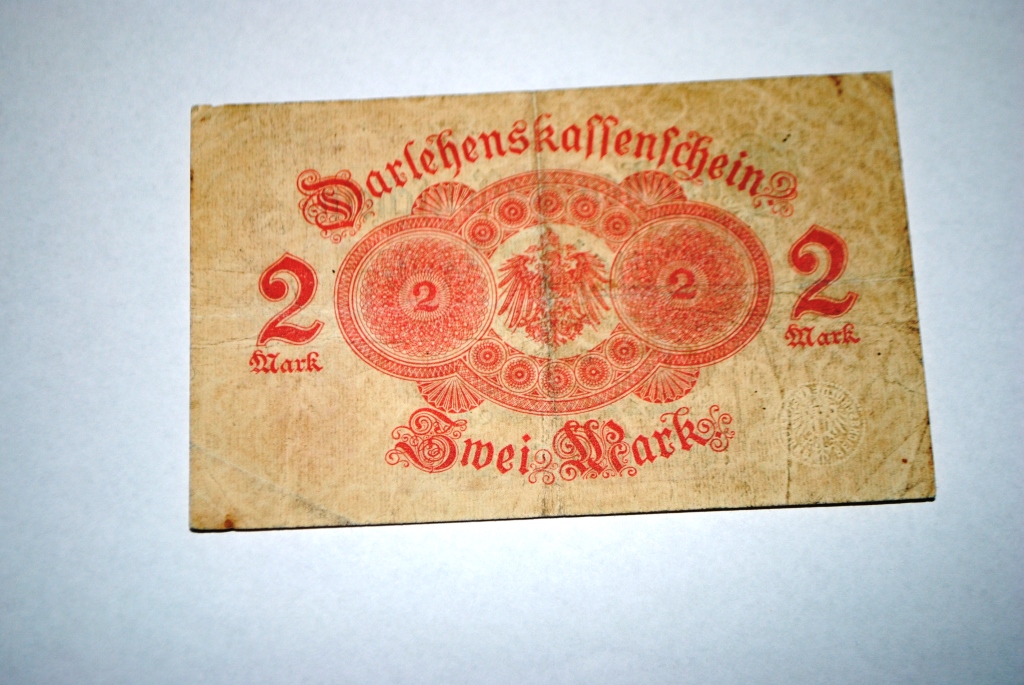 Darlehenskassenschein.
2 2 2 2
Mark Mark
Zwei Mark.